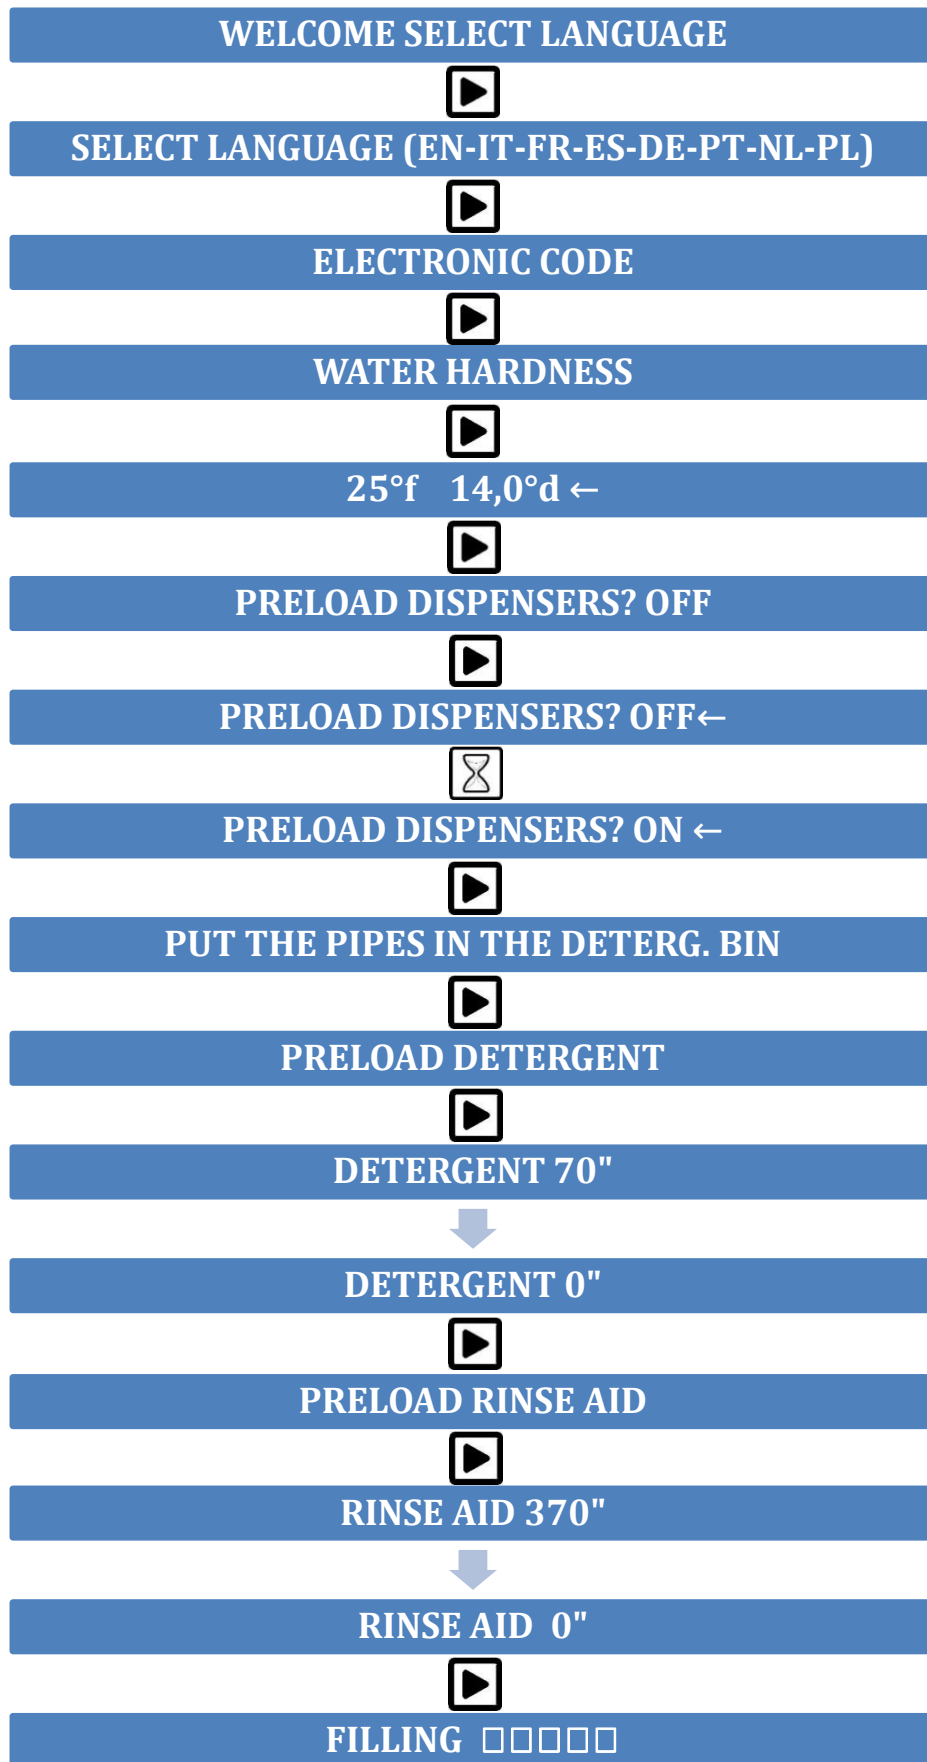 WELCOME SELECT LANGUAGE
SELECT LANGUAGE (EN-IT-FR-ES-DE-PT-NL-PL)
ELECTRONIC CODE
WATER HARDNESS
25°f 14,0°d ←
PRELOAD DISPENSERS? OFF
PRELOAD DISPENSERS? OFF←
PRELOAD DISPENSERS? ON ←
PUT THE PIPES IN THE DETERG. BIN
PRELOAD DETERGENT
DETERGENT 70"
DETERGENT 0"
PRELOAD RINSE AID
RINSE AID 370"
RINSE AID 0"
FILLING □□□□□